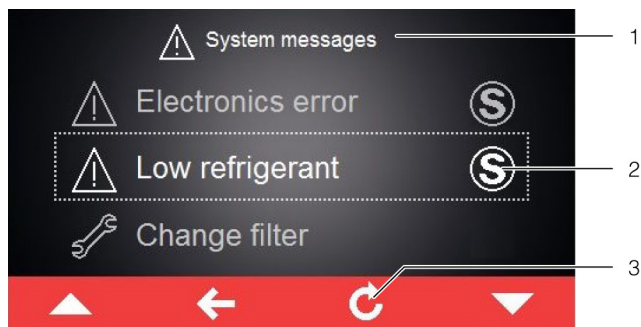 System messages
1
Electronics error
S
Low refrigerant
S
2
Change filter
3